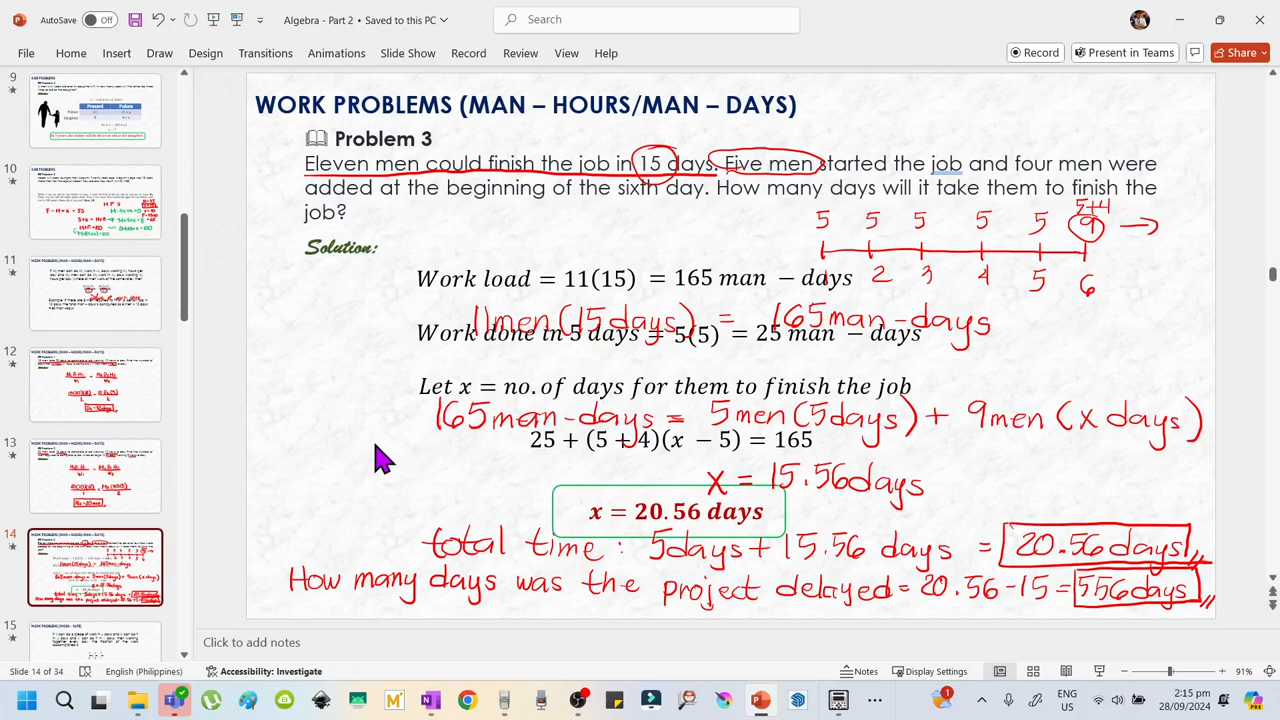 AutoSave Off Algebra - Part 2 • Saved to this PC Search
File Home Insert Draw Design Transitions Animations Slide Show Record Review View Help Record Present in Teams Share
WORK PROBLEMS (MAN – HOURS/MAN – DAYS)
Problem 3
Eleven men could finish the job in 15 days. Five men started the job and four men were
added at the beginning of the sixth day. How many days will it take them to finish the
job?
5+4
5 5 5 5 5 9
1 2 3 4 5 6
Solution:
Work load = 11(15) = 165 man – days
11men(15days) = 165man-days
Work done in 5 days = 5(5) = 25 man – days
Let x = no. of days for them to finish the job
165man-days = 5men(5days) + 9men(x days)
25 + (5 + 4)(x – 5) = 165
x = 15.56days
x = 20.56 days
total time: 5days + 15.56 days = 20.56days
How many days was the project delayed = 20.56-15 = 5.56days
9
10
11
12
13
14
15
Click to add notes
Slide 14 of 34 English (Philippines) Accessibility: Investigate Notes Display Settings 91%
1 ENG US 2:15 pm 28/09/2024